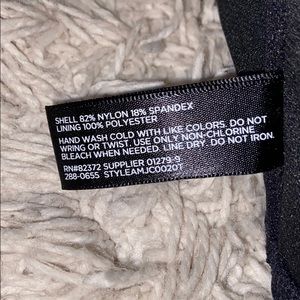 SHELL 82% NYLON 18% SPANDEX
LINING 100% POLYESTER
HAND WASH COLD WITH LIKE COLORS. DO NOT
WRING OR TWIST. USE ONLY NON-CHLORINE
BLEACH WHEN NEEDED. LINE DRY. DO NOT IRON.
RN#82372 SUPPLIER 01279-9
288-0655 STYLEAMJC0020T